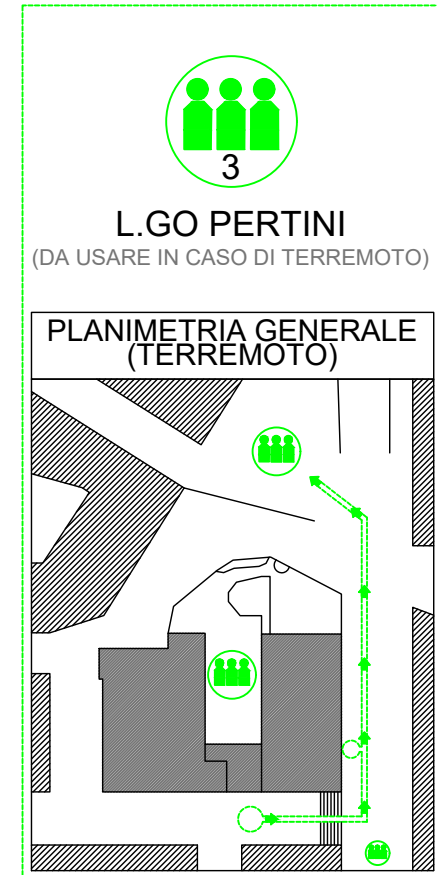 3
L.GO PERTINI
(DA USARE IN CASO DI TERREMOTO)
PLANIMETRIA GENERALE
(TERREMOTO)